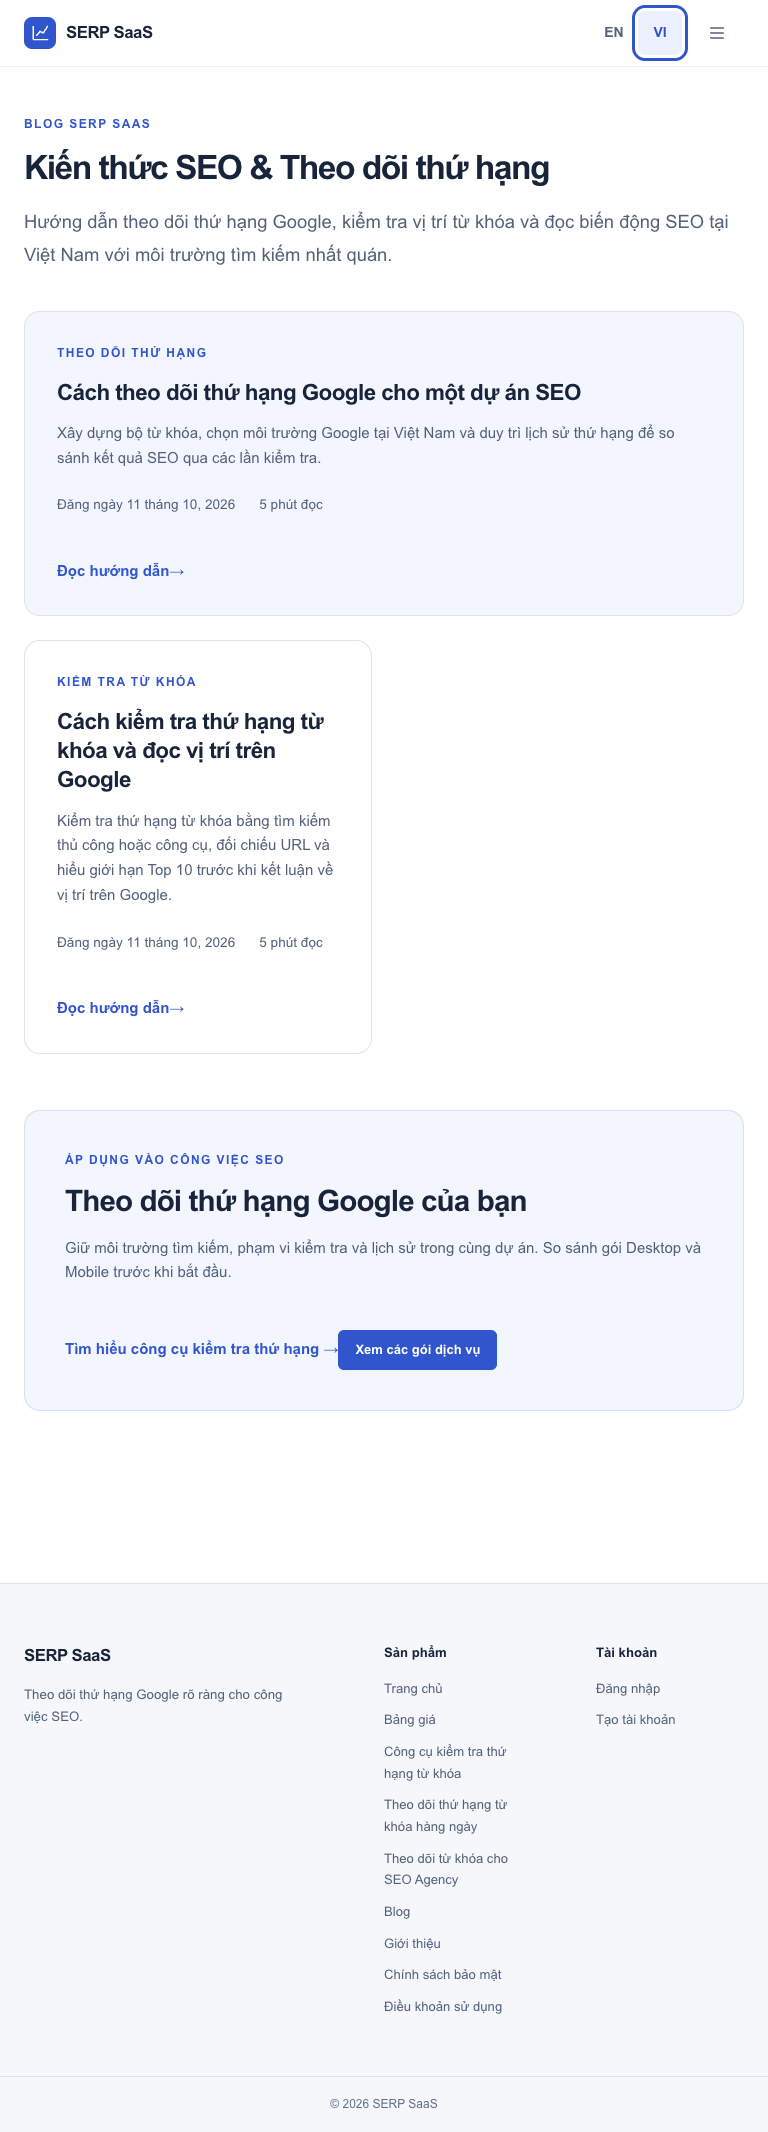 SERP SaaS
EN
VI
BLOG SERP SAAS
Kiến thức SEO & Theo dõi thứ hạng
Hướng dẫn theo dõi thứ hạng Google, kiểm tra vị trí từ khóa và đọc biến động SEO tại
Việt Nam với môi trường tìm kiếm nhất quán.
THEO DÕI THỨ HẠNG
Cách theo dõi thứ hạng Google cho một dự án SEO
Xây dựng bộ từ khóa, chọn môi trường Google tại Việt Nam và duy trì lịch sử thứ hạng để so
sánh kết quả SEO qua các lần kiểm tra.
Đăng ngày 11 tháng 10, 2026 5 phút đọc
Đọc hướng dẫn→
KIỂM TRA TỪ KHÓA
Cách kiểm tra thứ hạng từ
khóa và đọc vị trí trên
Google
Kiểm tra thứ hạng từ khóa bằng tìm kiếm
thủ công hoặc công cụ, đối chiếu URL và
hiểu giới hạn Top 10 trước khi kết luận về
vị trí trên Google.
Đăng ngày 11 tháng 10, 2026 5 phút đọc
Đọc hướng dẫn→
ÁP DỤNG VÀO CÔNG VIỆC SEO
Theo dõi thứ hạng Google của bạn
Giữ môi trường tìm kiếm, phạm vi kiểm tra và lịch sử trong cùng dự án. So sánh gói Desktop và
Mobile trước khi bắt đầu.
Tìm hiểu công cụ kiểm tra thứ hạng →
Xem các gói dịch vụ
SERP SaaS
Theo dõi thứ hạng Google rõ ràng cho công
việc SEO.
Sản phẩm
Trang chủ
Bảng giá
Công cụ kiểm tra thứ
hạng từ khóa
Theo dõi thứ hạng từ
khóa hàng ngày
Theo dõi từ khóa cho
SEO Agency
Blog
Giới thiệu
Chính sách bảo mật
Điều khoản sử dụng
Tài khoản
Đăng nhập
Tạo tài khoản
© 2026 SERP SaaS